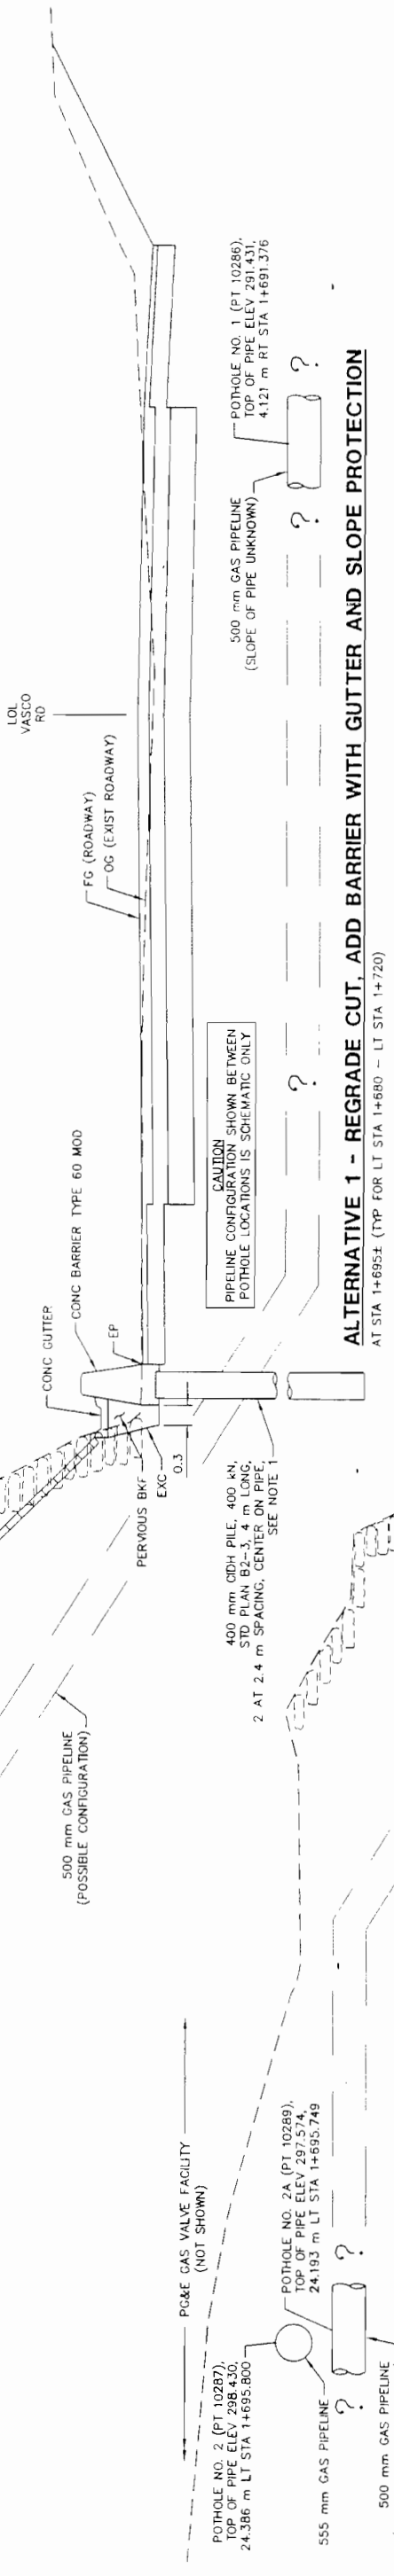 LOL
VASCO
RD
FG (ROADWAY)
OG (EXIST ROADWAY)
CONC GUTTER
CONC BARRIER TYPE 60 MOD
EP
PERVIOUS BKF
EXC
0.3
500 mm GAS PIPELINE
(POSSIBLE CONFIGURATION)
400 mm CIDH PILE, 400 kN,
STD PLAN B2-3, 4 m LONG,
2 AT 2.4 m SPACING, CENTER ON PIPE,
SEE NOTE 1
CAUTION
PIPELINE CONFIGURATION SHOWN BETWEEN
POTHOLE LOCATIONS IS SCHEMATIC ONLY
500 mm GAS PIPELINE
(SLOPE OF PIPE UNKNOWN)
POTHOLE NO. 1 (PT 10286),
TOP OF PIPE ELEV 291.431,
4.121 m RT STA 1+691.376
?
?
?
PG&E GAS VALVE FACILITY
(NOT SHOWN)
POTHOLE NO. 2 (PT 10287),
TOP OF PIPE ELEV 298.430,
24.386 m LT STA 1+695.800
POTHOLE NO. 2A (PT 10289),
TOP OF PIPE ELEV 297.574,
24.193 m LT STA 1+695.749
555 mm GAS PIPELINE
?
?
500 mm GAS PIPELINE
ALTERNATIVE 1 - REGRADE CUT, ADD BARRIER WITH GUTTER AND SLOPE PROTECTION
AT STA 1+695± (TYP FOR LT STA 1+680 - LT STA 1+720)